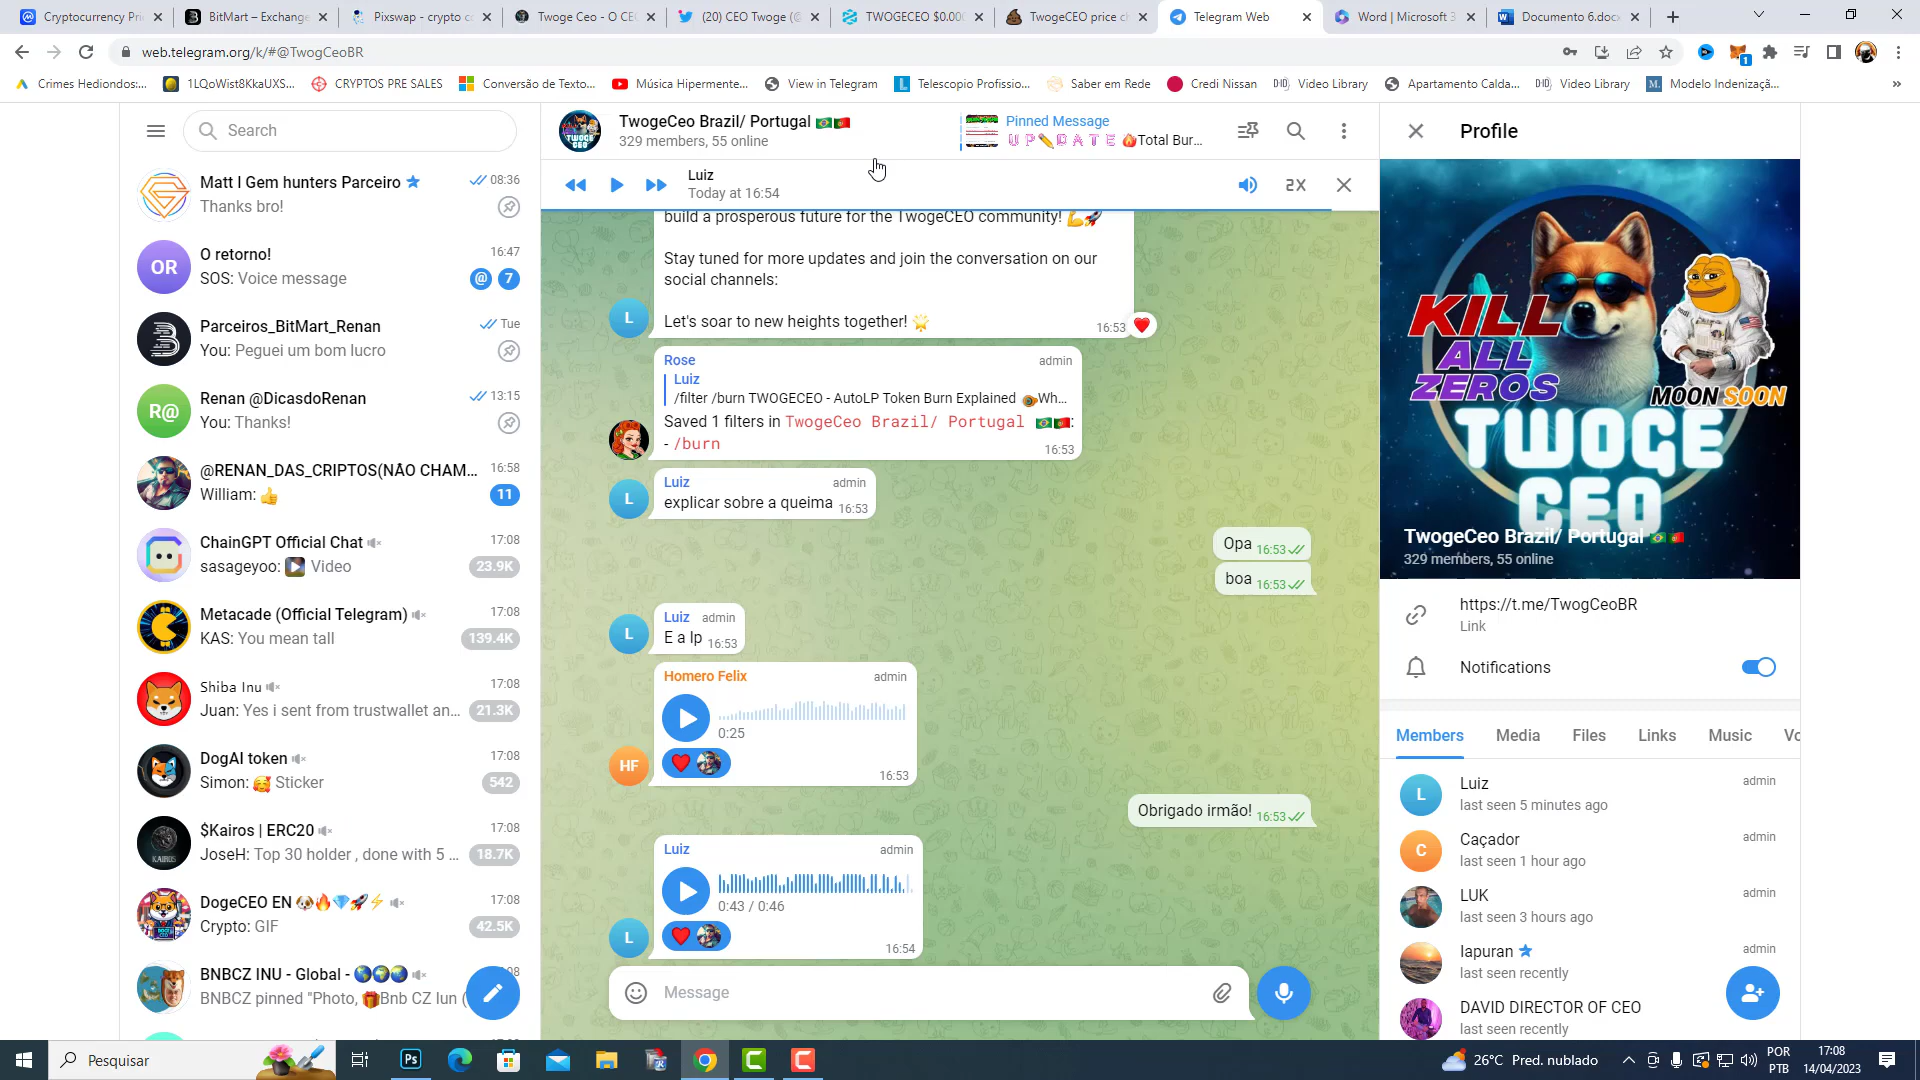 Cryptocurrency Pri
BitMart – Exchange
Pixswap - crypto cc
Twoge Ceo - O CEO
(20) CEO Twoge (@
TWOGECEO $0.000
TwogeCEO price ch
Telegram Web
Word | Microsoft 3
Documento 6.docx
web.telegram.org/k/#@TwogCeoBR
Crimes Hediondos:...
1LQoWist8KkaUXS...
CRYPTOS PRE SALES
Conversão de Texto...
Música Hipermente...
View in Telegram
Telescopio Profissio...
Saber em Rede
Credi Nissan
Video Library
Apartamento Calda...
Video Library
Modelo Indenizaçã...
Search
Matt I Gem hunters Parceiro 08:36
Thanks bro!
OR
O retorno! 16:47
SOS: Voice message @ 7
Parceiros_BitMart_Renan Tue
You: Peguei um bom lucro
R@
Renan @DicasdoRenan 13:15
You: Thanks!
@RENAN_DAS_CRIPTOS(NÃO CHAM... 16:58
William: 👍 11
ChainGPT Official Chat 17:08
sasageyoo: Video 23.9K
Metacade (Official Telegram) 17:08
KAS: You mean tall 139.4K
Shiba Inu 17:08
Juan: Yes i sent from trustwallet an... 21.3K
DogAI token 17:08
Simon: 🥰 Sticker 542
$Kairos | ERC20 17:08
JoseH: Top 30 holder , done with 5 ... 18.7K
KAIROS
DogeCEO EN 🐶🔥💎🚀⚡ 17:08
Crypto: GIF 42.5K
BNBCZ INU - Global - 🌎🌍🌏
BNBCZ pinned "Photo, 🎁Bnb CZ Iun (
TwogeCeo Brazil/ Portugal 🇧🇷🇵🇹
329 members, 55 online
Pinned Message
U P✏️D A T E 🔥Total Bur...
Luiz
Today at 16:54
2X
build a prosperous future for the TwogeCEO community! 💪🚀
Stay tuned for more updates and join the conversation on our
social channels:
Let's soar to new heights together! 🌟 16:53 ❤️
L
Rose admin
Luiz
/filter /burn TWOGECEO - AutoLP Token Burn Explained Wh...
Saved 1 filters in TwogeCeo Brazil/ Portugal 🇧🇷🇵🇹:
- /burn 16:53
Luiz admin
explicar sobre a queima 16:53
L
Opa 16:53
boa 16:53
Luiz admin
E a lp 16:53
L
Homero Felix admin
0:25
16:53
HF
Obrigado irmão! 16:53
Luiz admin
0:43 / 0:46
16:54
L
Message
Profile
KILL
ALL
ZEROS
MOON SOON
TWOGE
CEO
TwogeCeo Brazil/ Portugal 🇧🇷🇵🇹
329 members, 55 online
https://t.me/TwogCeoBR
Link
Notifications
Members Media Files Links Music Vo
L
Luiz admin
last seen 5 minutes ago
C
Caçador admin
last seen 1 hour ago
LUK admin
last seen 3 hours ago
Iapuran admin
last seen recently
DAVID DIRECTOR OF CEO
last seen recently
Pesquisar
Ps
26°C Pred. nublado
POR
PTB
17:08
14/04/2023